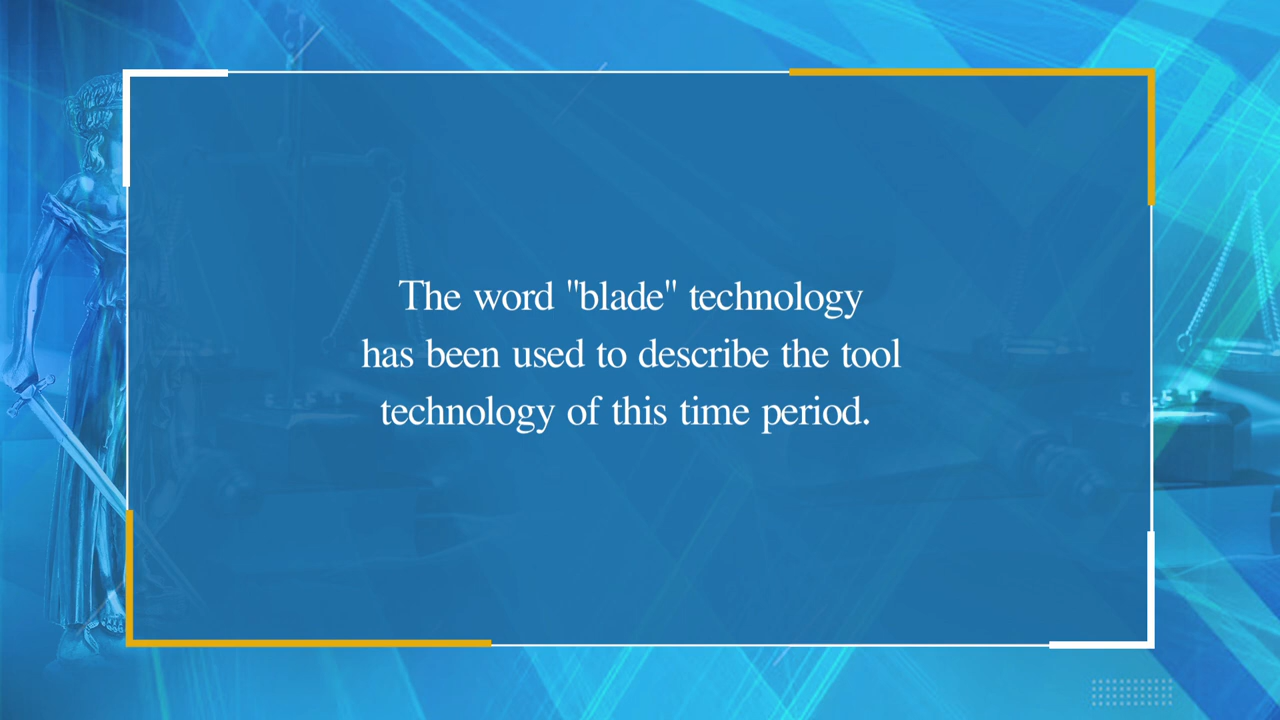 The word "blade" technology
has been used to describe the tool
technology of this time period.